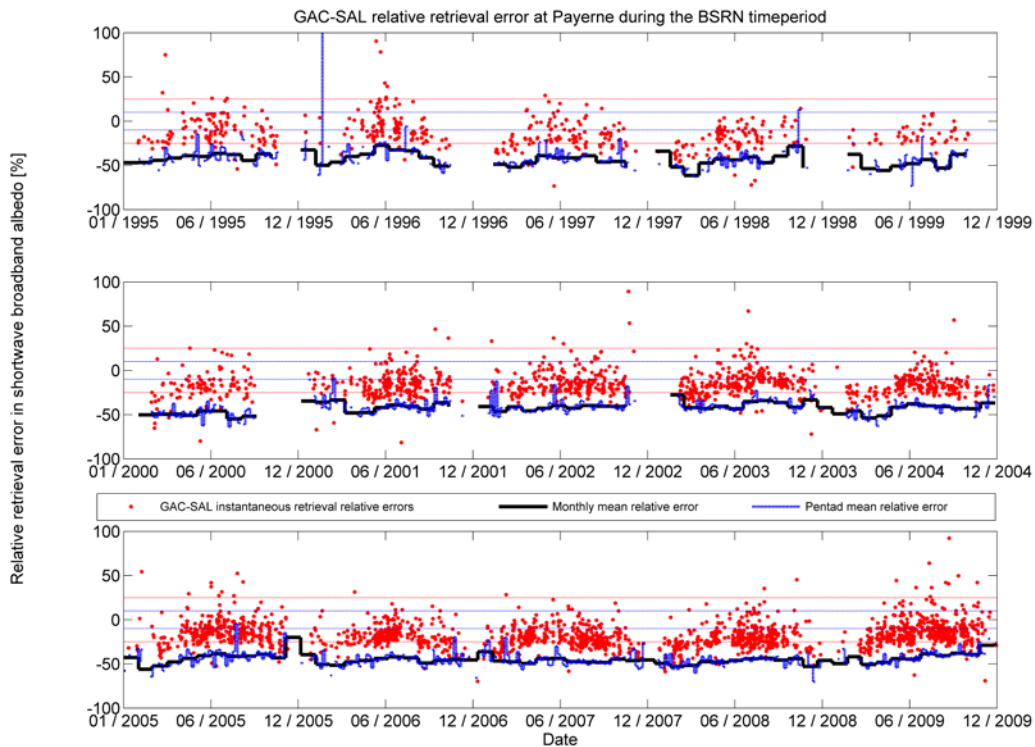 GAC-SAL relative retrieval error at Payerne during the BSRN timeperiod
Relative retrieval error in shortwave broadband albedo [%]
100
50
0
-50
-100
01 / 1995 06 / 1995 12 / 1995 06 / 1996 12 / 1996 06 / 1997 12 / 1997 06 / 1998 12 / 1998 06 / 1999 12 / 1999
100
50
0
-50
-100
01 / 2000 06 / 2000 12 / 2000 06 / 2001 12 / 2001 06 / 2002 12 / 2002 06 / 2003 12 / 2003 06 / 2004 12 / 2004
GAC-SAL instantaneous retrieval relative errors Monthly mean relative error Pentad mean relative error
100
50
0
-50
-100
01 / 2005 06 / 2005 12 / 2005 06 / 2006 12 / 2006 06 / 2007 12 / 2007 06 / 2008 12 / 2008 06 / 2009 12 / 2009
Date